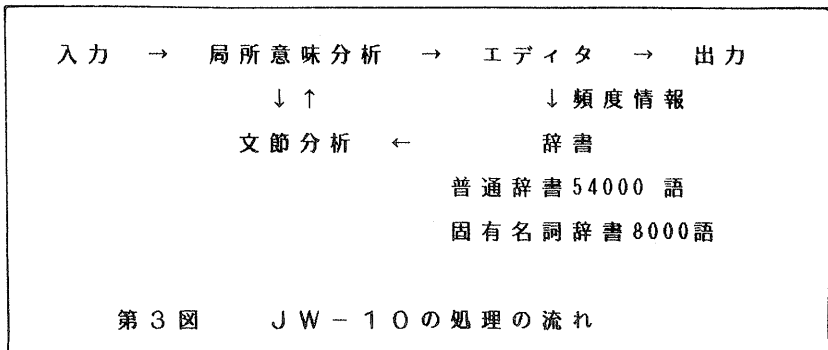 入力 → 局所意味分析 → エディタ → 出力
↓↑ ↓頻度情報
文節分析 ← 辞書
普通辞書54000 語
固有名詞辞書8000語
第3図 JW-10の処理の流れ